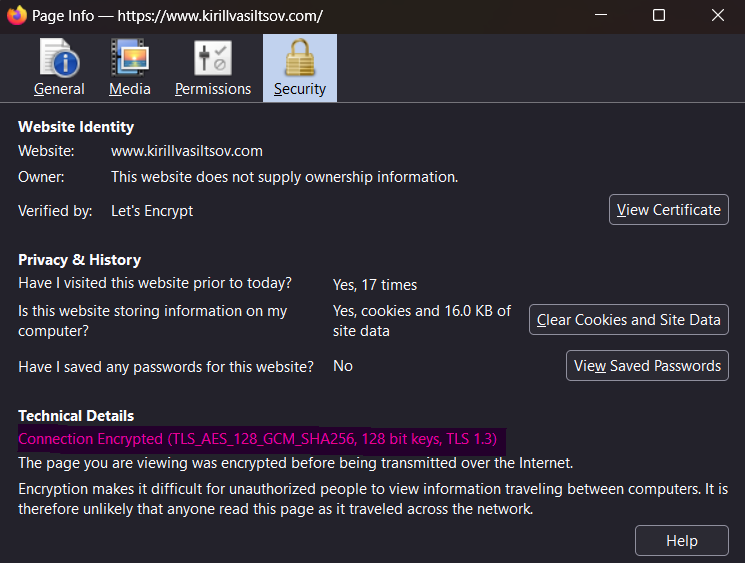 Page Info — https://www.kirillvasiltsov.com/
General
Media
Permissions
Security
Website Identity
Website: www.kirillvasiltsov.com
Owner: This website does not supply ownership information.
Verified by: Let's Encrypt
View Certificate
Privacy & History
Have I visited this website prior to today? Yes, 17 times
Is this website storing information on my
computer?
Yes, cookies and 16.0 KB of
site data
Clear Cookies and Site Data
Have I saved any passwords for this website? No
View Saved Passwords
Technical Details
Connection Encrypted (TLS_AES_128_GCM_SHA256, 128 bit keys, TLS 1.3)
The page you are viewing was encrypted before being transmitted over the Internet.
Encryption makes it difficult for unauthorized people to view information traveling between computers. It is
therefore unlikely that anyone read this page as it traveled across the network.
Help